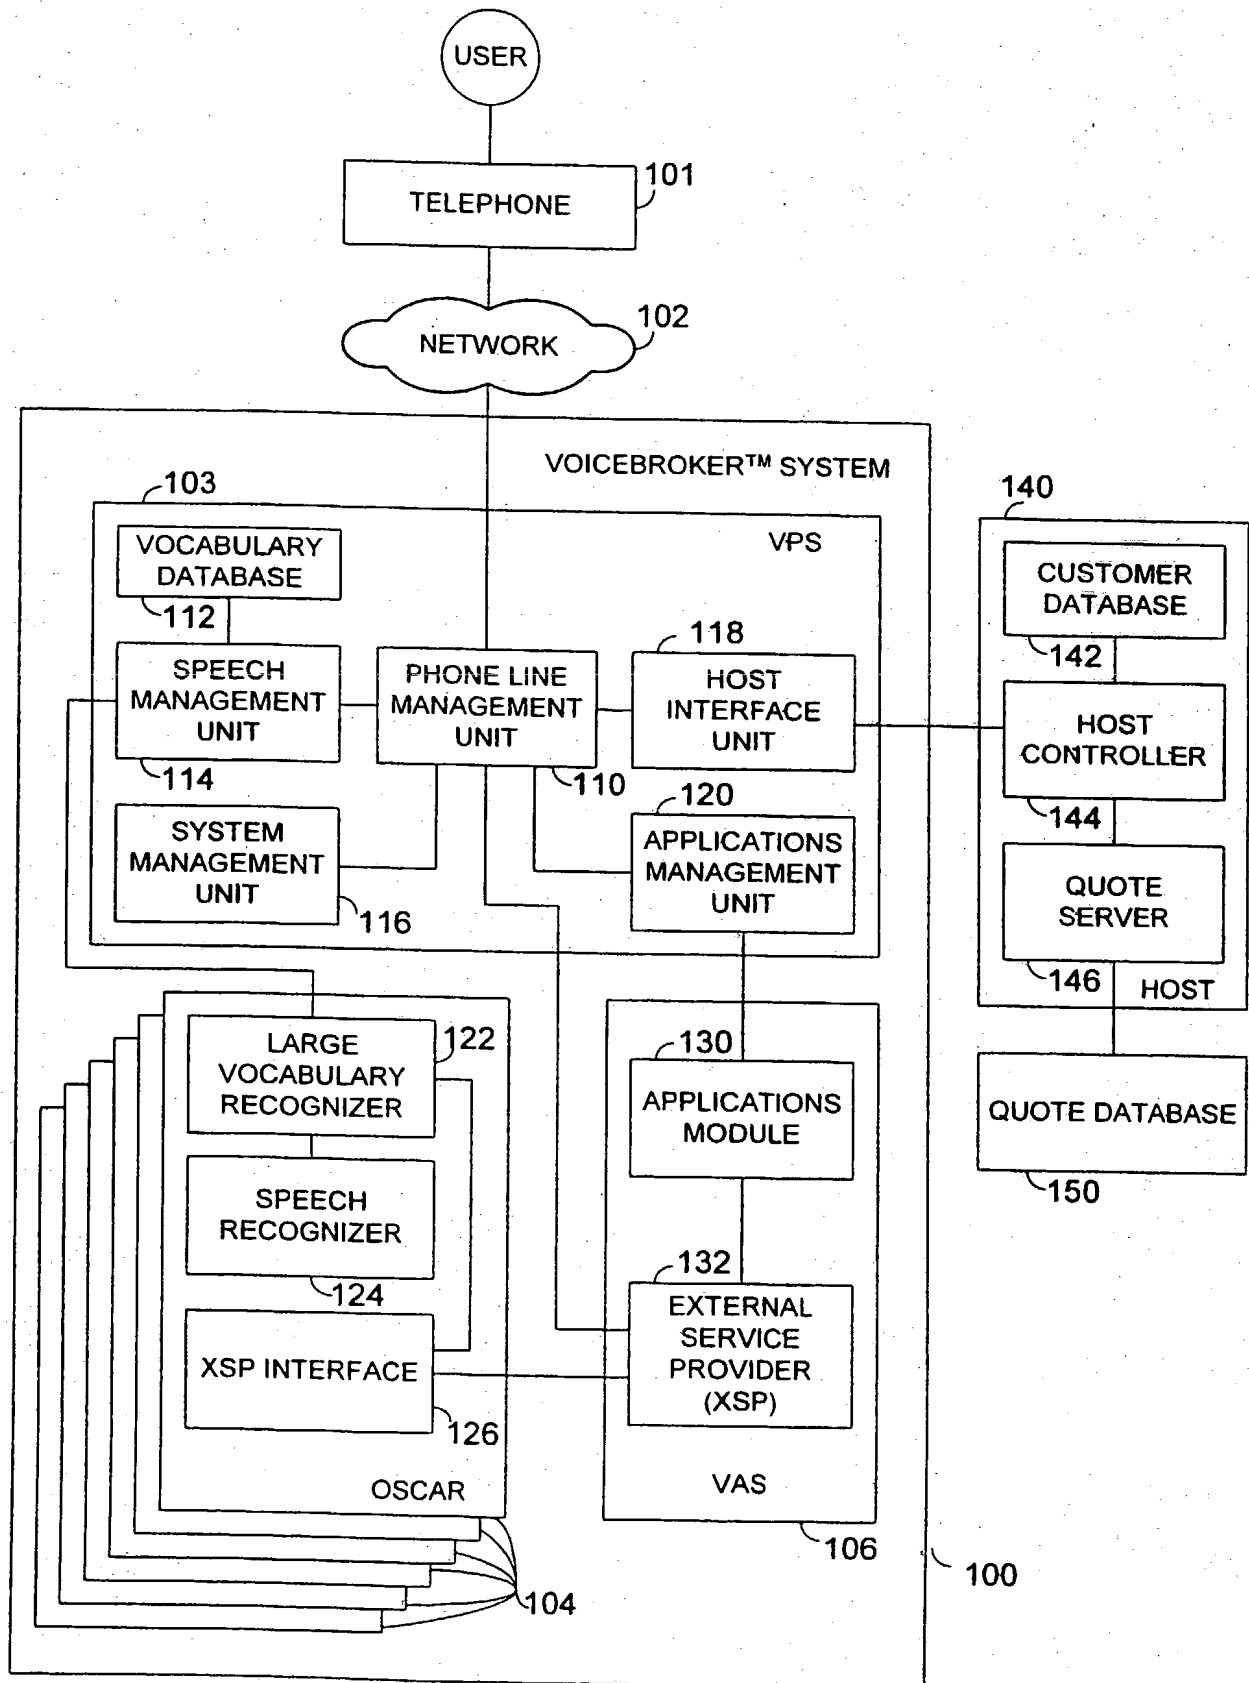 USER
101
TELEPHONE
102
NETWORK
VOICEBROKER™ SYSTEM
103
VPS
VOCABULARY
DATABASE
112
SPEECH
MANAGEMENT
UNIT
114
PHONE LINE
MANAGEMENT
UNIT
110
118
HOST
INTERFACE
UNIT
SYSTEM
MANAGEMENT
UNIT
116
120
APPLICATIONS
MANAGEMENT
UNIT
140
CUSTOMER
DATABASE
142
HOST
CONTROLLER
144
QUOTE
SERVER
146
HOST
QUOTE DATABASE
150
LARGE
VOCABULARY
RECOGNIZER
122
SPEECH
RECOGNIZER
124
XSP INTERFACE
126
OSCAR
104
130
APPLICATIONS
MODULE
132
EXTERNAL
SERVICE
PROVIDER
(XSP)
VAS
106
100